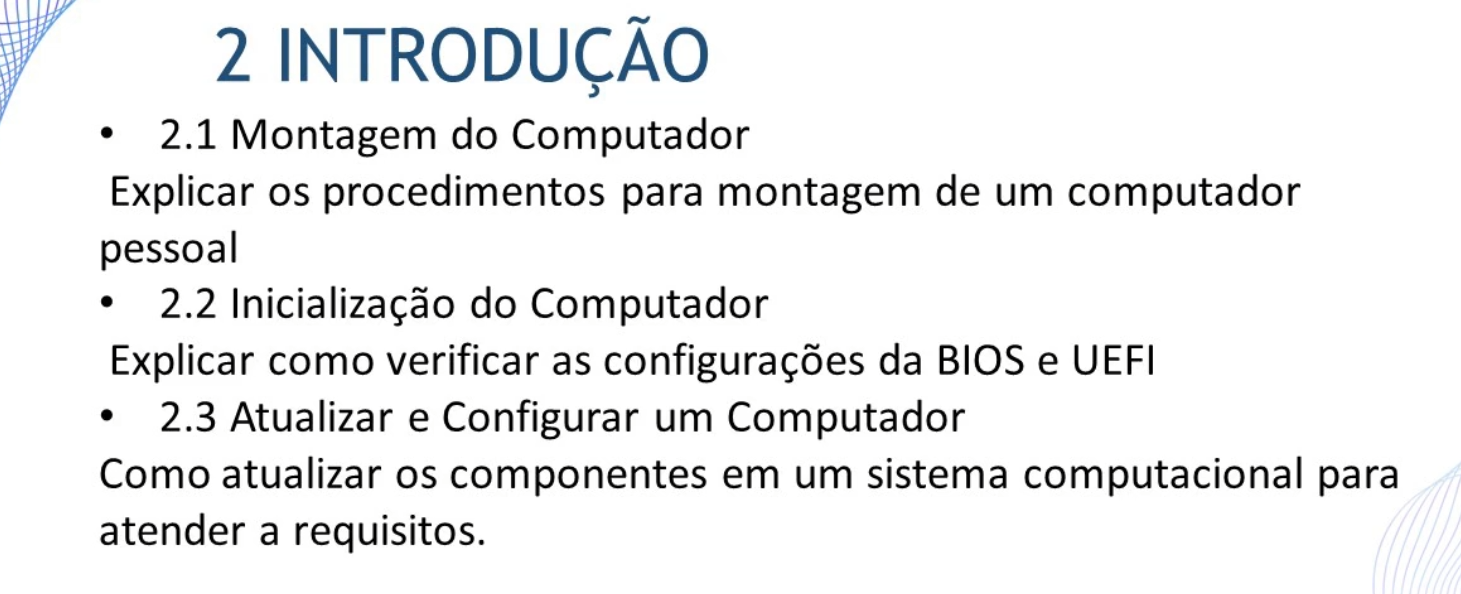 2 INTRODUÇÃO
• 2.1 Montagem do Computador
Explicar os procedimentos para montagem de um computador
pessoal
• 2.2 Inicialização do Computador
Explicar como verificar as configurações da BIOS e UEFI
• 2.3 Atualizar e Configurar um Computador
Como atualizar os componentes em um sistema computacional para
atender a requisitos.